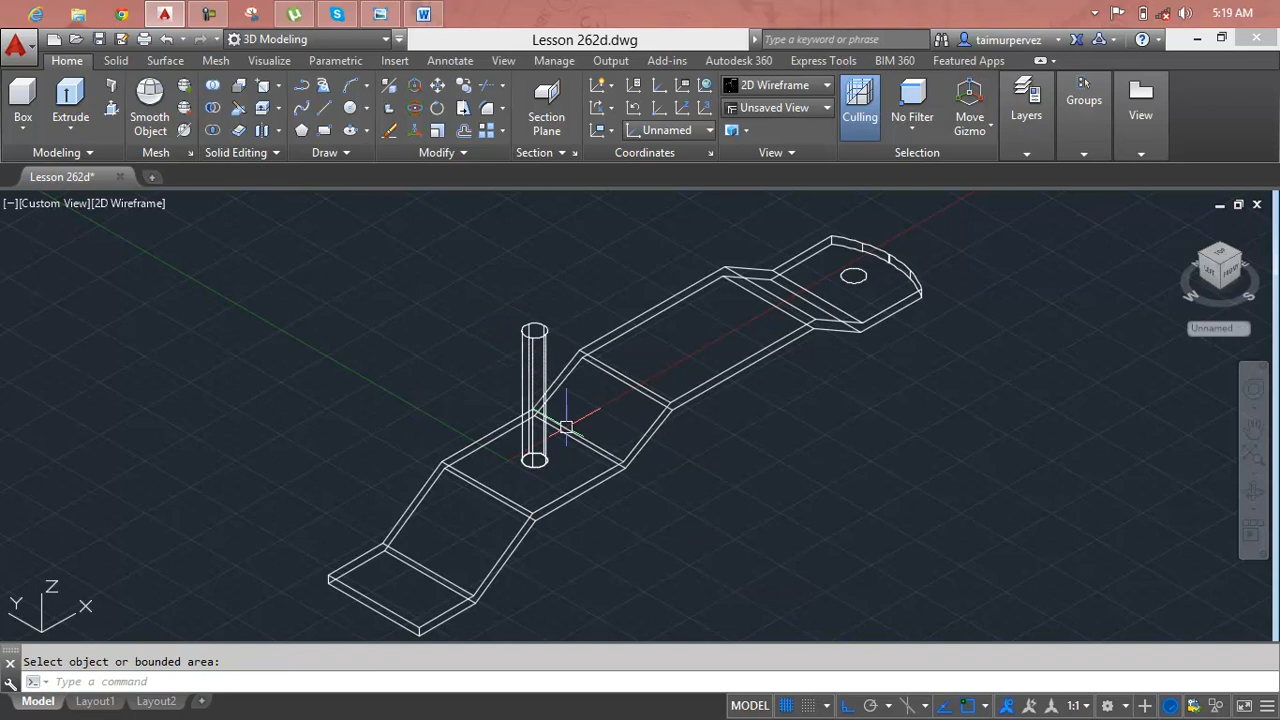 5:19 AM
3D Modeling
Lesson 262d.dwg
Type a keyword or phrase
taimurpervez
Home Solid Surface Mesh Visualize Parametric Insert Annotate View Manage Output Add-ins Autodesk 360 Express Tools BIM 360 Featured Apps
2D Wireframe
Unsaved View
Unnamed
Box
Extrude
Smooth Object
Section Plane
Culling
No Filter
Move Gizmo
Layers
Groups
View
Modeling Mesh Solid Editing Draw Modify Section Coordinates View Selection
Lesson 262d*
[−][Custom View][2D Wireframe]
TOP
LEFT
FRONT
W
S
Unnamed
Z
Y
X
Select object or bounded area:
Type a command
Model Layout1 Layout2
MODEL
1:1